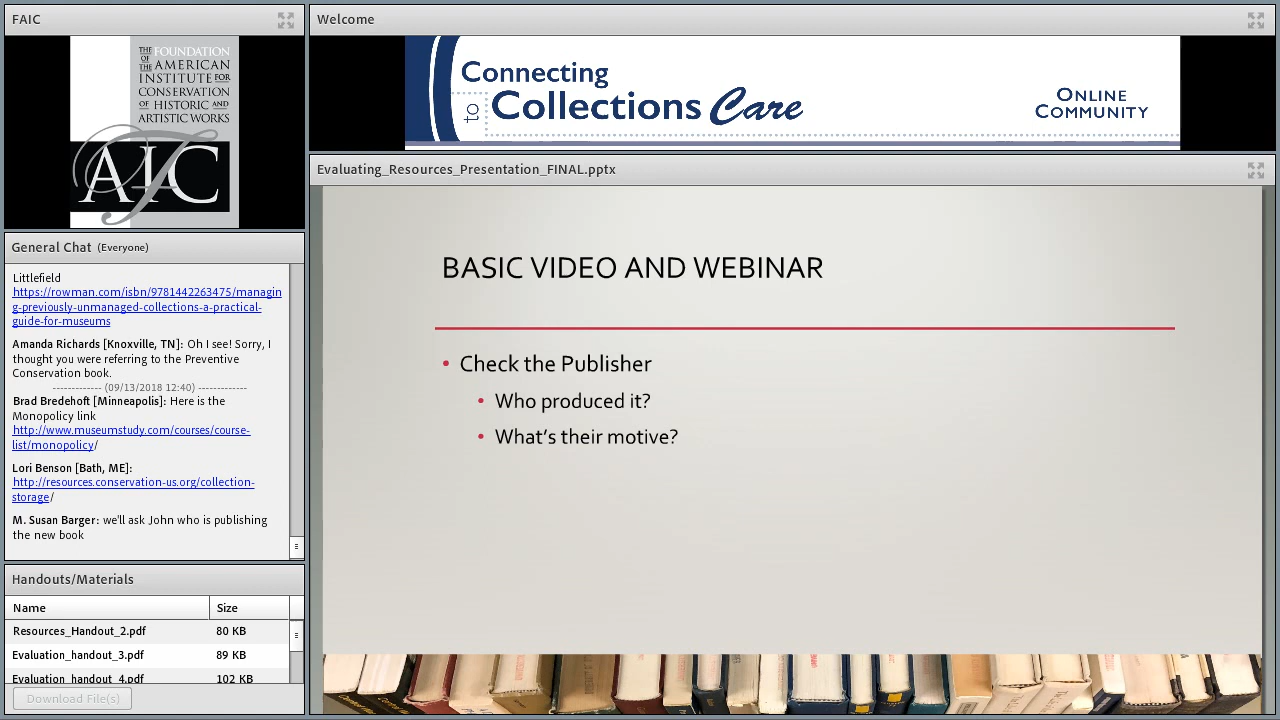 FAIC
THE FOUNDATION
OF THE AMERICAN
INSTITUTE FOR
CONSERVATION
OF HISTORIC AND
ARTISTIC WORKS
AIC
General Chat (Everyone)
Littlefield
https://rowman.com/isbn/9781442263475/managin
g-previously-unmanaged-collections-a-practical-
guide-for-museums
Amanda Richards [Knoxville, TN]: Oh I see! Sorry, I
thought you were referring to the Preventive
Conservation book.
------------ (09/13/2018 12:40) -------------
Brad Bredehoft [Minneapolis]: Here is the
Monopolicy link
http://www.museumstudy.com/courses/course-
list/monopolicy/
Lori Benson [Bath, ME]:
http://resources.conservation-us.org/collection-
storage/
M. Susan Barger: we'll ask John who is publishing
the new book
Handouts/Materials
Name Size
Resources_Handout_2.pdf 80 KB
Evaluation_handout_3.pdf 89 KB
Evaluation_handout_4.pdf 102 KB
Download File(s)
Welcome
Connecting
to Collections Care
ONLINE
COMMUNITY
Evaluating_Resources_Presentation_FINAL.pptx
BASIC VIDEO AND WEBINAR
• Check the Publisher
• Who produced it?
• What's their motive?